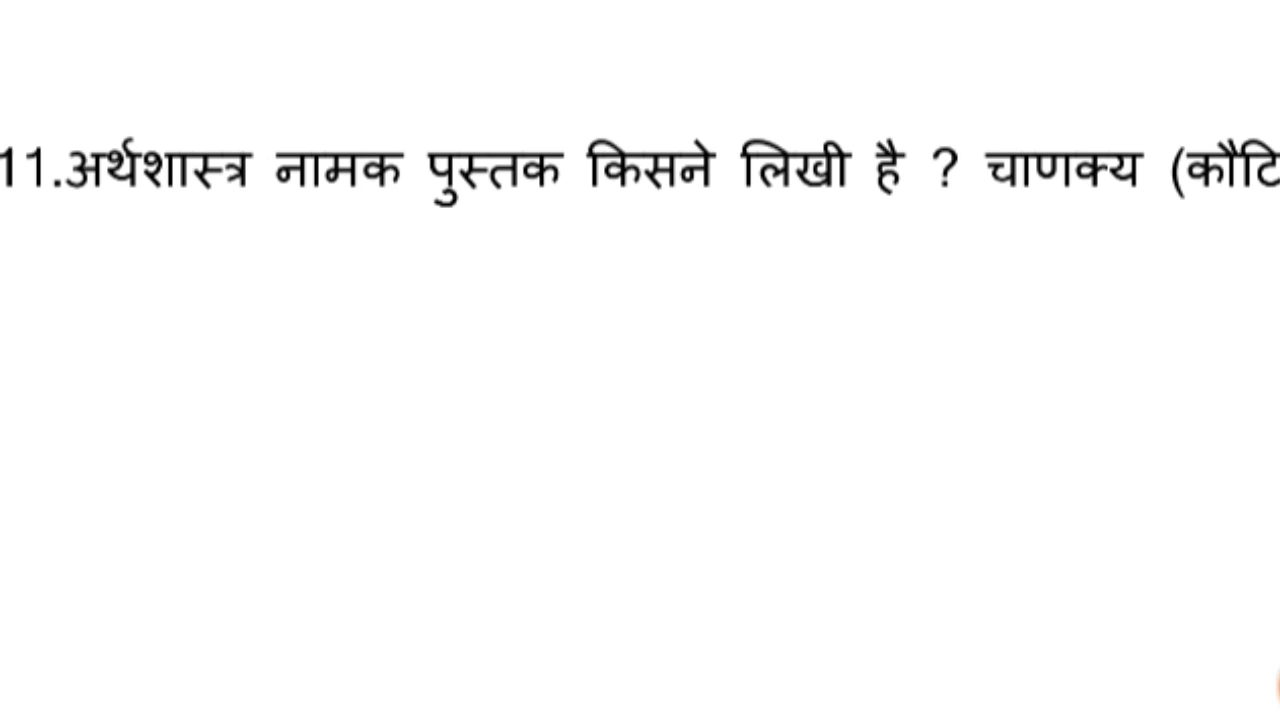 11.अर्थशास्त्र नामक पुस्तक किसने लिखी है ? चाणक्य (कौटि